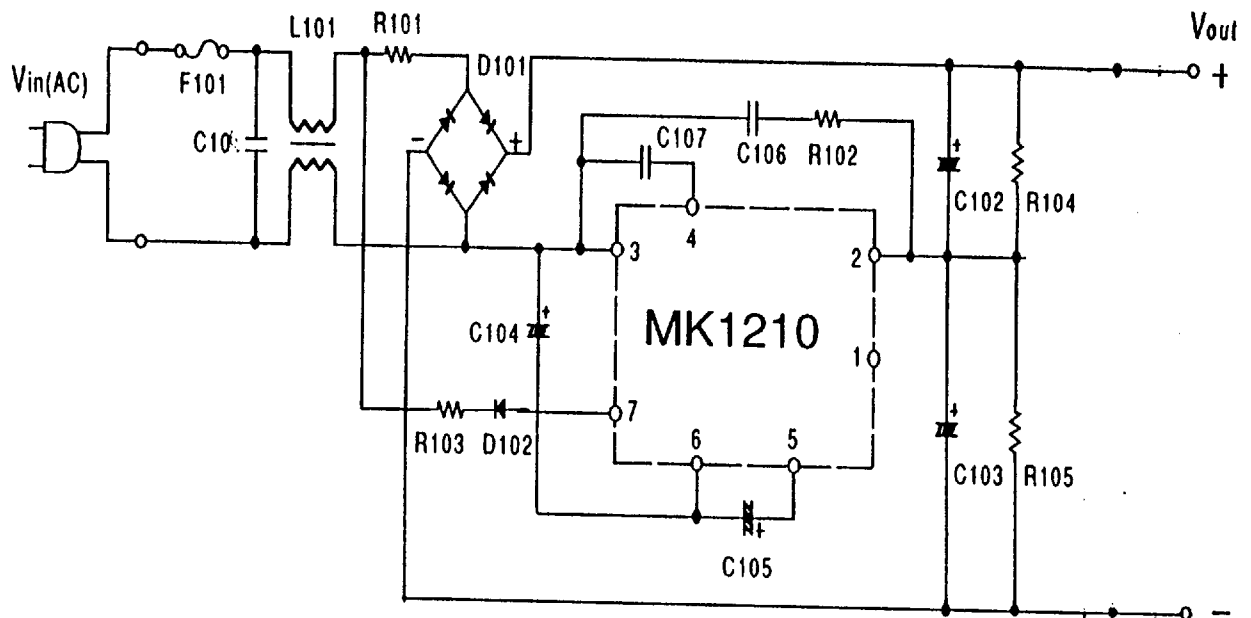 Vout
L101
R101
D101
+
Vin(AC)
F101
C107
C106
R102
-
+
+
C102
R104
3
4
2
MK1210
+
C104
1
7
R103
D102
6
5
+
C103
R105
+
C105
-